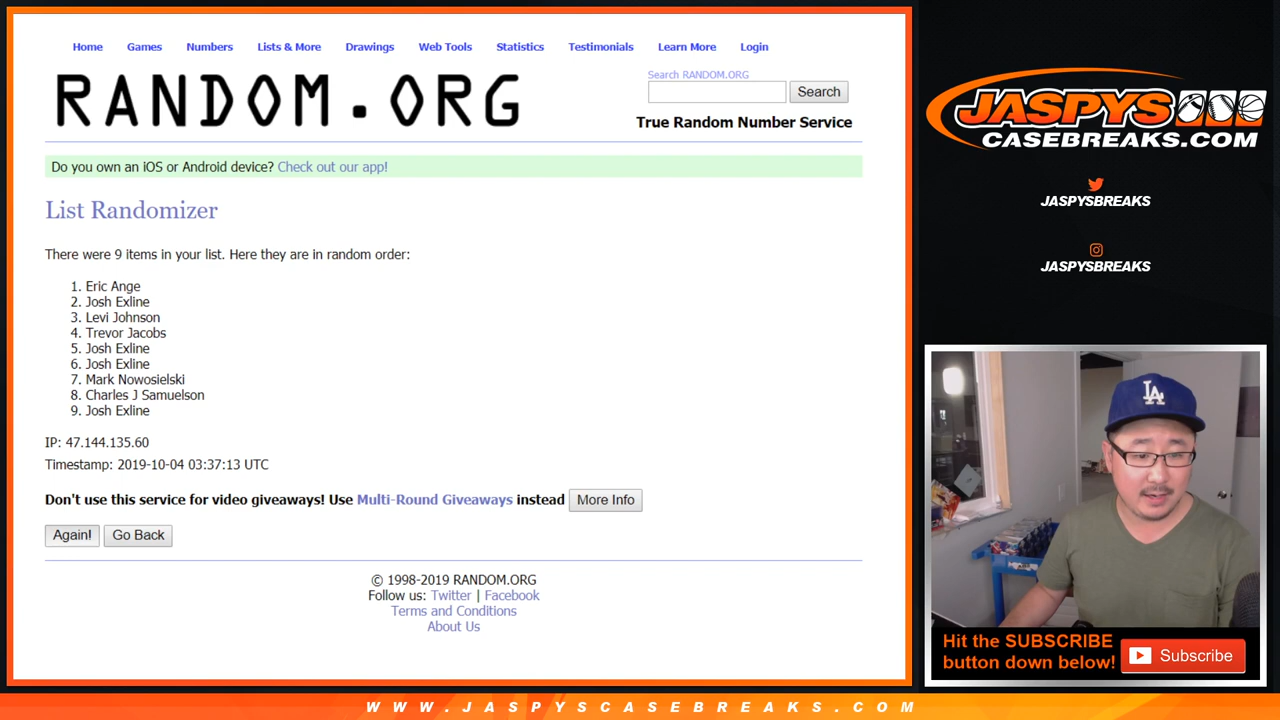 Home Games Numbers Lists & More Drawings Web Tools Statistics Testimonials Learn More Login
RANDOM.ORG
Search RANDOM.ORG
Search
True Random Number Service
Do you own an iOS or Android device? Check out our app!
List Randomizer
There were 9 items in your list. Here they are in random order:
1. Eric Ange
2. Josh Exline
3. Levi Johnson
4. Trevor Jacobs
5. Josh Exline
6. Josh Exline
7. Mark Nowosielski
8. Charles J Samuelson
9. Josh Exline
IP: 47.144.135.60
Timestamp: 2019-10-04 03:37:13 UTC
Don't use this service for video giveaways! Use Multi-Round Giveaways instead More Info
Again! Go Back
© 1998-2019 RANDOM.ORG
Follow us: Twitter | Facebook
Terms and Conditions
About Us
JASPYS
CASEBREAKS.COM
JASPYSBREAKS
JASPYSBREAKS
LA
Hit the SUBSCRIBE
button down below!
Subscribe
WWW.JASPYSCASEBREAKS.COM